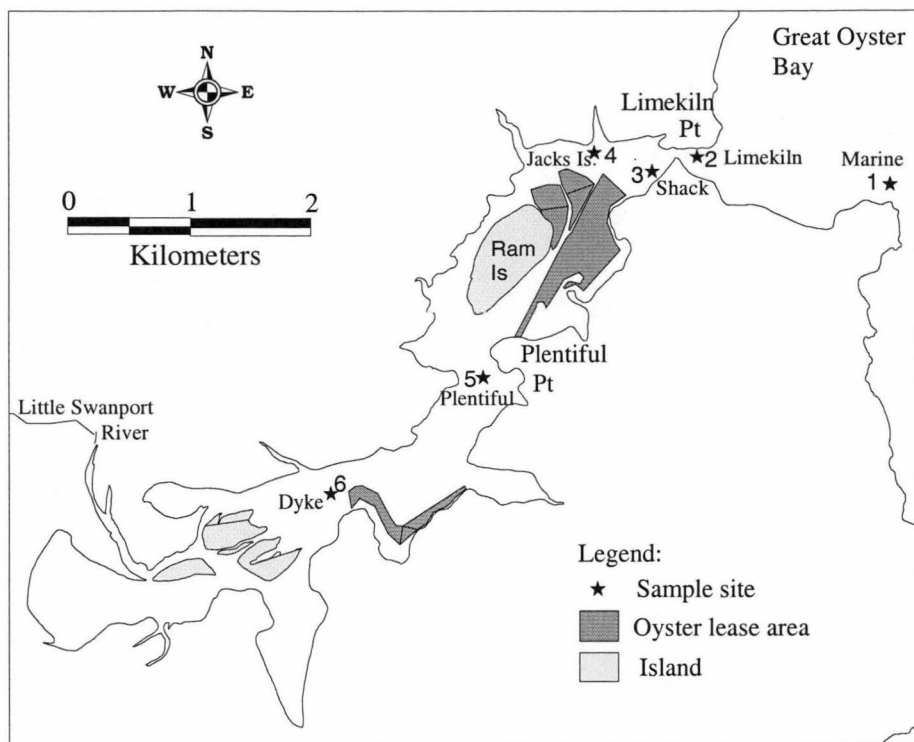 Great Oyster
Bay
N
W E
S
Limekiln
Pt
Jacks Is. 4
2 Limekiln
Marine
3
Shack
1
0 1 2
Kilometers
Ram
Is
Plentiful
Pt
5
Plentiful
Little Swanport
River
6
Dyke
Legend:
Sample site
Oyster lease area
Island